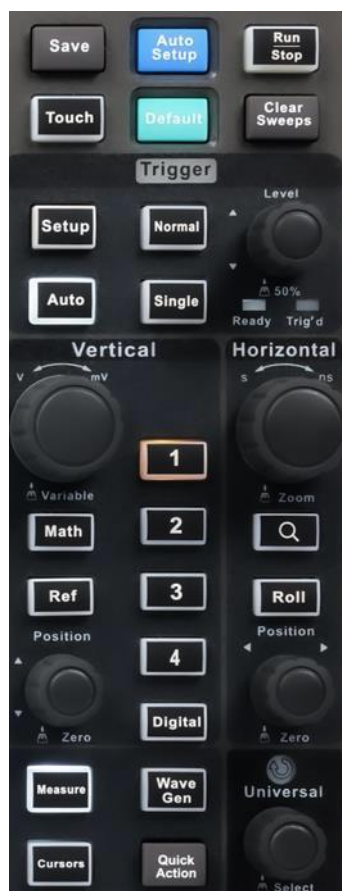 Save
Auto
Setup
Run
Stop
Touch
Default
Clear
Sweeps
Trigger
Level
Setup
Normal
Auto
Single
50%
Ready Trig'd
Vertical
Horizontal
V mV
s ns
1
Variable
Zoom
Math
2
Ref
3
Roll
Position
Position
4
Zero
Zero
Digital
Measure
Wave
Gen
Universal
Cursors
Quick
Action
Select